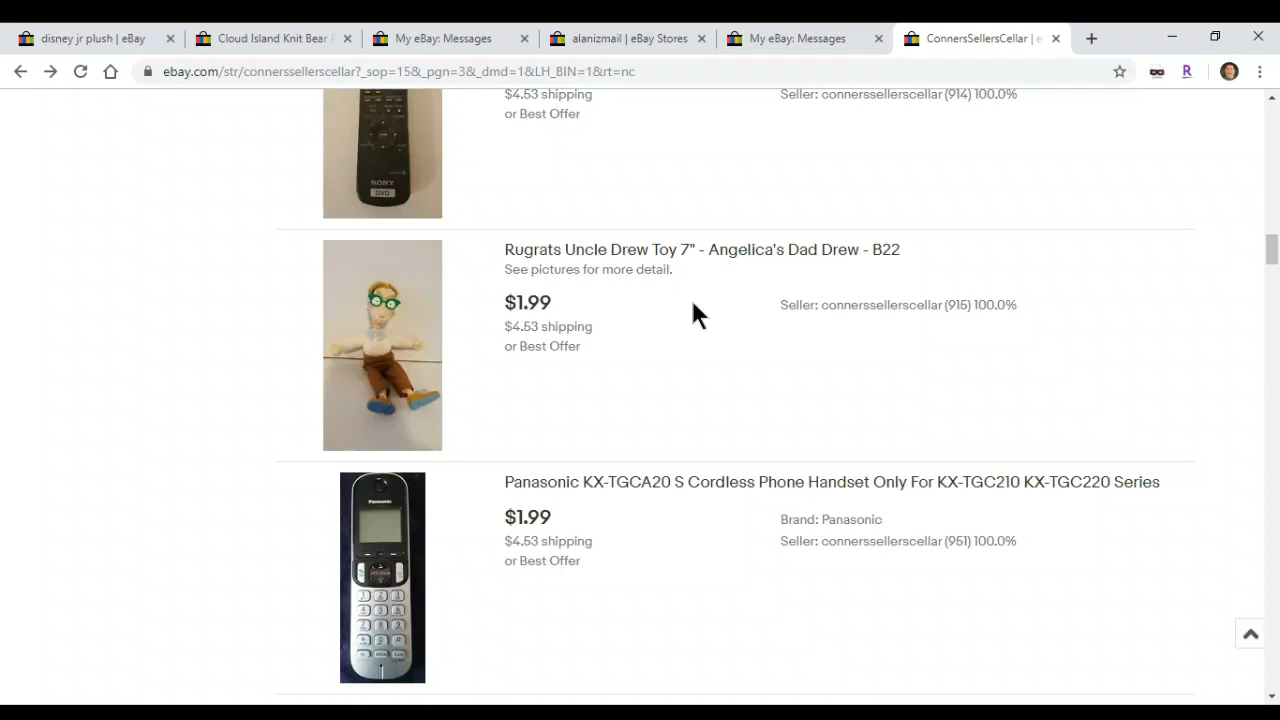 disney jr plush | eBay
Cloud Island Knit Bear
My eBay: Messages
alanizmail | eBay Stores
My eBay: Messages
ConnersSellersCellar | e
ebay.com/str/connerssellerscellar?_sop=15&_pgn=3&_dmd=1&LH_BIN=1&rt=nc
R
$4.53 shipping
Seller: connerssellerscellar (914) 100.0%
or Best Offer
SONY
DVD
Rugrats Uncle Drew Toy 7" - Angelica's Dad Drew - B22
See pictures for more detail.
$1.99
Seller: connerssellerscellar (915) 100.0%
$4.53 shipping
or Best Offer
Panasonic KX-TGCA20 S Cordless Phone Handset Only For KX-TGC210 KX-TGC220 Series
$1.99
Brand: Panasonic
$4.53 shipping
Seller: connerssellerscellar (951) 100.0%
or Best Offer
Panasonic